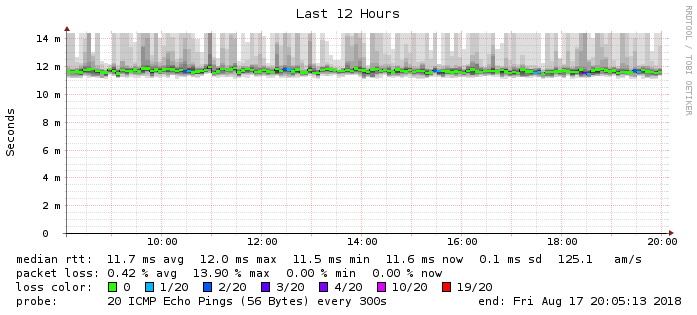 Last 12 Hours
RRDTOOL / TOBI OETIKER
Seconds
14 m
12 m
10 m
8 m
6 m
4 m
2 m
0
10:00 12:00 14:00 16:00 18:00 20:00
median rtt: 11.7 ms avg 12.0 ms max 11.5 ms min 11.6 ms now 0.1 ms sd 125.1 am/s
packet loss: 0.42 % avg 13.90 % max 0.00 % min 0.00 % now
loss color: 0 1/20 2/20 3/20 4/20 10/20 19/20
probe: 20 ICMP Echo Pings (56 Bytes) every 300s end: Fri Aug 17 20:05:13 2018